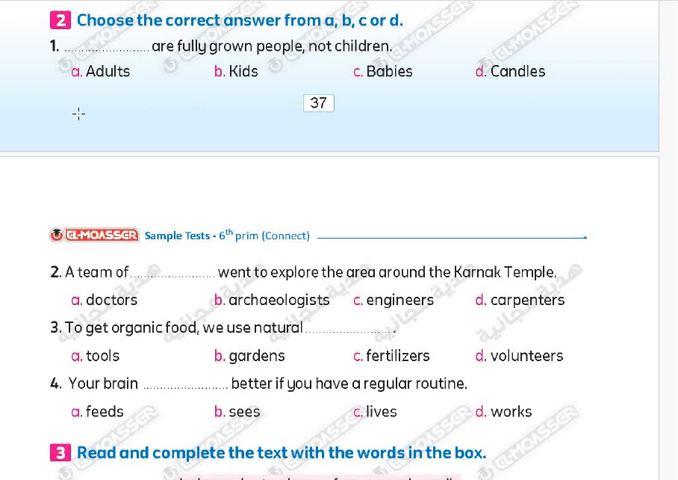 2 Choose the correct answer from a, b, c or d.
1. ........................ are fully grown people, not children.
a. Adults b. Kids c. Babies d. Candles
37
EL-MOASSER Sample Tests - 6th prim (Connect)
2. A team of ........................ went to explore the area around the Karnak Temple.
a. doctors b. archaeologists c. engineers d. carpenters
3. To get organic food, we use natural ........................ .
a. tools b. gardens c. fertilizers d. volunteers
4. Your brain ........................ better if you have a regular routine.
a. feeds b. sees c. lives d. works
3 Read and complete the text with the words in the box.